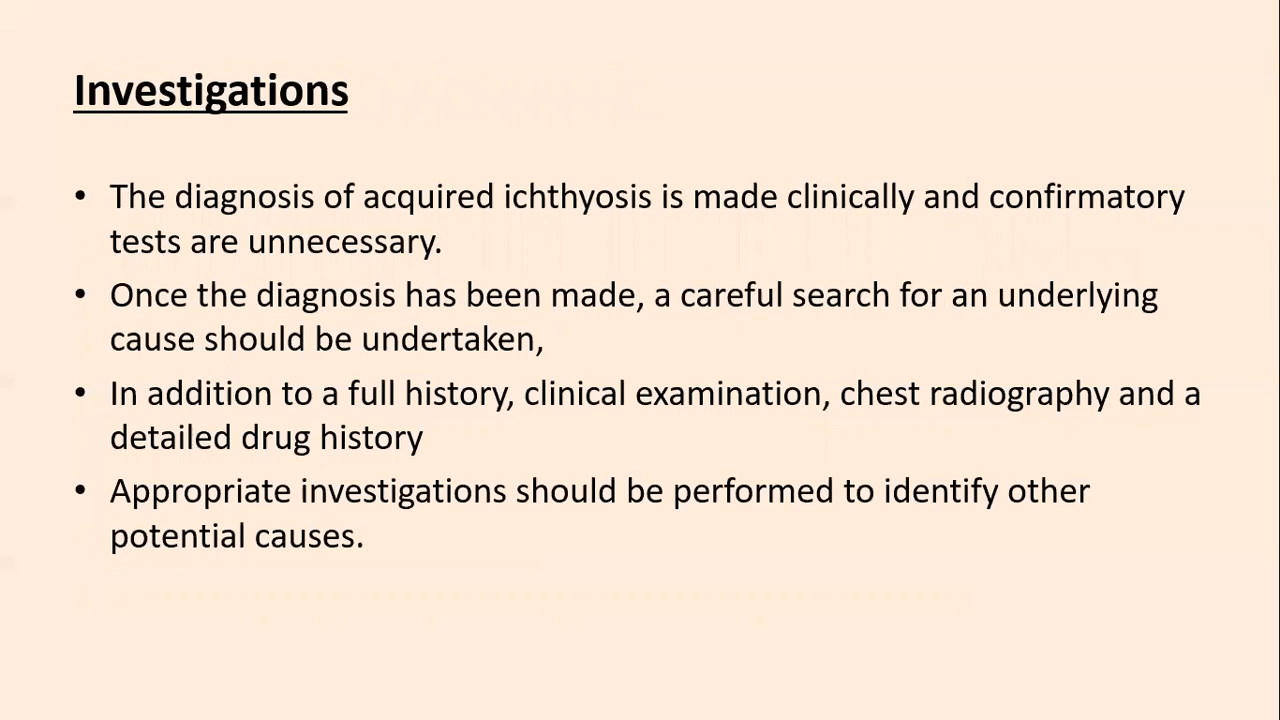 Investigations
• The diagnosis of acquired ichthyosis is made clinically and confirmatory
tests are unnecessary.
• Once the diagnosis has been made, a careful search for an underlying
cause should be undertaken,
• In addition to a full history, clinical examination, chest radiography and a
detailed drug history
• Appropriate investigations should be performed to identify other
potential causes.